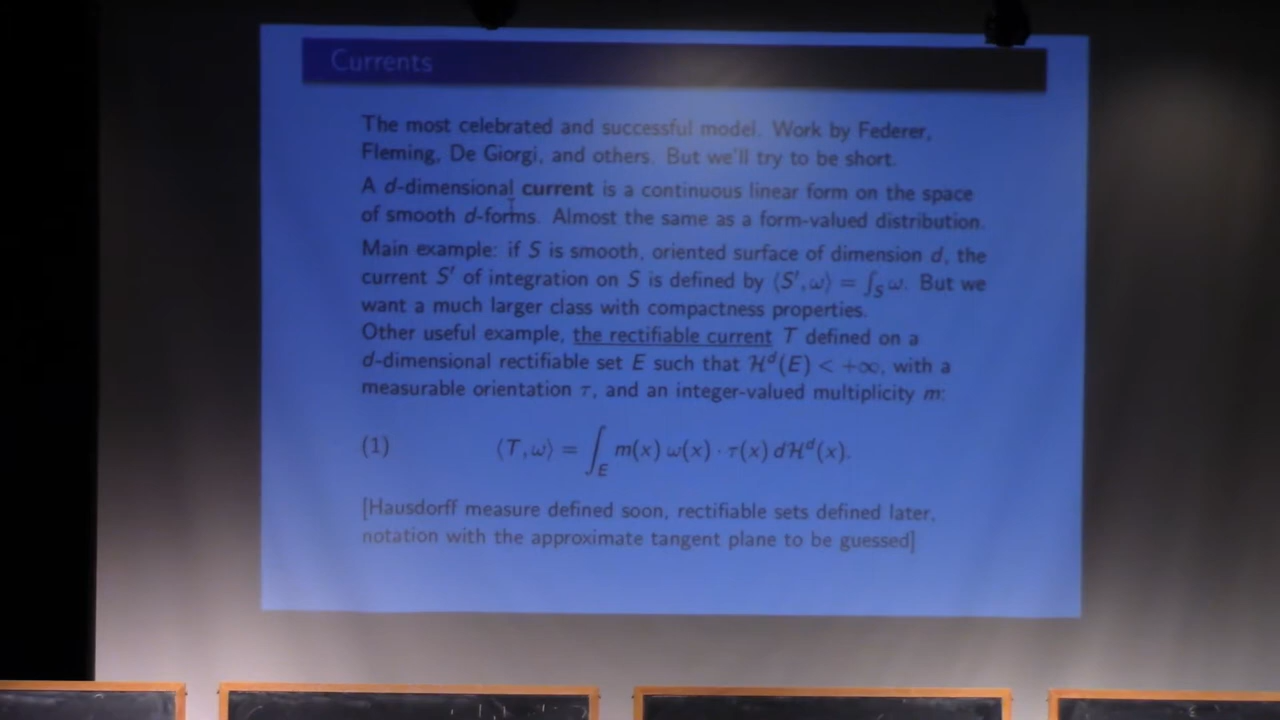 Currents
The most celebrated and successful model. Work by Federer,
Fleming, De Giorgi, and others. But we'll try to be short.
A d-dimensional current is a continuous linear form on the space
of smooth d-forms. Almost the same as a form-valued distribution.
Main example: if S is smooth, oriented surface of dimension d, the
current S′ of integration on S is defined by ⟨S′, ω⟩ = ∫_S ω. But we
want a much larger class with compactness properties.
Other useful example, the rectifiable current T defined on a
d-dimensional rectifiable set E such that ℋ^d(E) < +∞, with a
measurable orientation τ, and an integer-valued multiplicity m:
(1) ⟨T, ω⟩ = ∫_E m(x) ω(x) · τ(x) dℋ^d(x).
[Hausdorff measure defined soon, rectifiable sets defined later,
notation with the approximate tangent plane to be guessed]